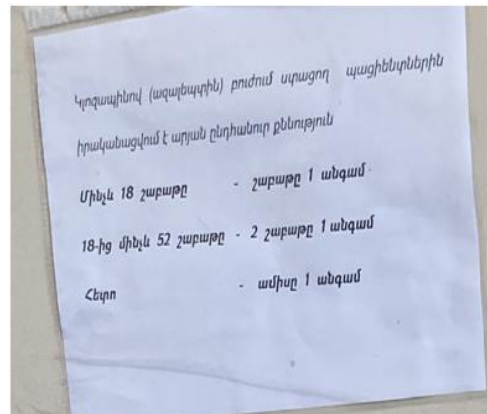 Կլոզապինով (ազալեպտին) բուժում ստացող պացիենտներին
իրականացվում է արյան ընդհանուր քննություն
Մինչև 18 շաբաթը - շաբաթը 1 անգամ
18-ից մինչև 52 շաբաթը - 2 շաբաթը 1 անգամ
Հետո - ամիսը 1 անգամ